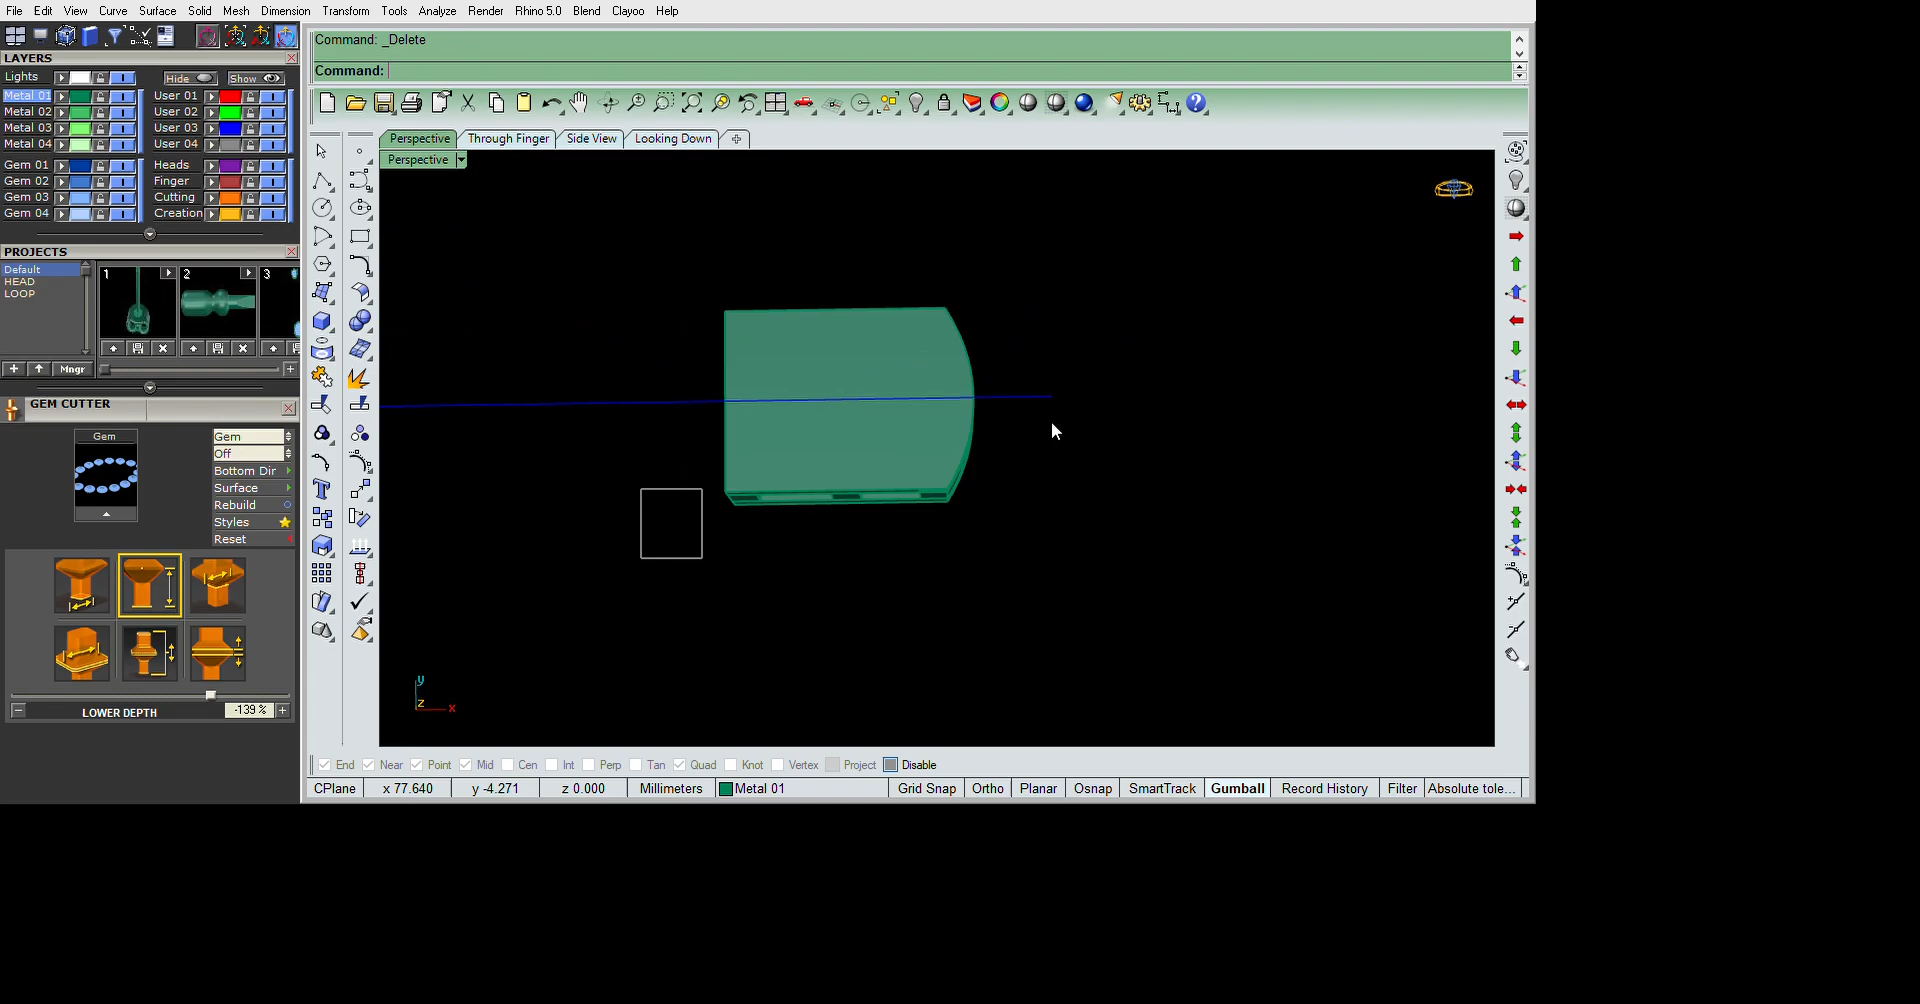 File Edit View Curve Surface Solid Mesh Dimension Transform Tools Analyze Render Rhino 5.0 Blend Clayoo Help
Command: _Delete
Command:
LAYERS
Lights Hide Show
Metal 01 User 01
Metal 02 User 02
Metal 03 User 03
Metal 04 User 04
Gem 01 Heads
Gem 02 Finger
Gem 03 Cutting
Gem 04 Creation
PROJECTS
Default
HEAD
LOOP
1 2 3
Mngr
GEM CUTTER
Gem
Gem
Off
Bottom Dir
Surface
Rebuild
Styles
Reset
LOWER DEPTH -139 %
Perspective Through Finger Side View Looking Down
Perspective
y
z x
End Near Point Mid Cen Int Perp Tan Quad Knot Vertex Project Disable
CPlane x 77.640 y -4.271 z 0.000 Millimeters Metal 01 Grid Snap Ortho Planar Osnap SmartTrack Gumball Record History Filter Absolute tole...